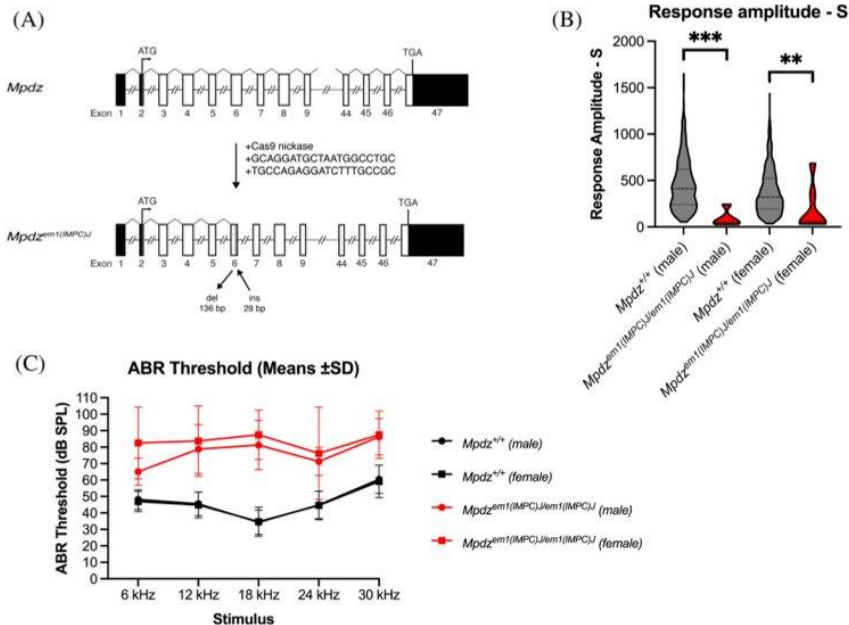 (A)
Mpdz
ATG
TGA
Exon 1 2 3 4 5 6 7 8 9 44 45 46 47
+Cas9 nickase
+GCAGGATGCTAATGGCCTGC
+TGCCAGAGGATCTTTGCCGC
Mpdz^em1(IMPC)J
ATG
TGA
Exon 1 2 3 4 5 6 7 8 9 44 45 46 47
del
136 bp
ins
29 bp
(B)
Response amplitude - S
Response Amplitude - S
2000
1500
1000
500
0
***
**
Mpdz+/+ (male)
Mpdzem1(IMPC)J/em1(IMPC)J (male)
Mpdz+/+ (female)
Mpdzem1(IMPC)J/em1(IMPC)J (female)
(C)
ABR Threshold (Means ±SD)
ABR Threshold (dB SPL)
110
100
90
80
70
60
50
40
30
20
10
0
6 kHz 12 kHz 18 kHz 24 kHz 30 kHz
Stimulus
Mpdz+/+ (male)
Mpdz+/+ (female)
Mpdzem1(IMPC)J/em1(IMPC)J (male)
Mpdzem1(IMPC)J/em1(IMPC)J (female)